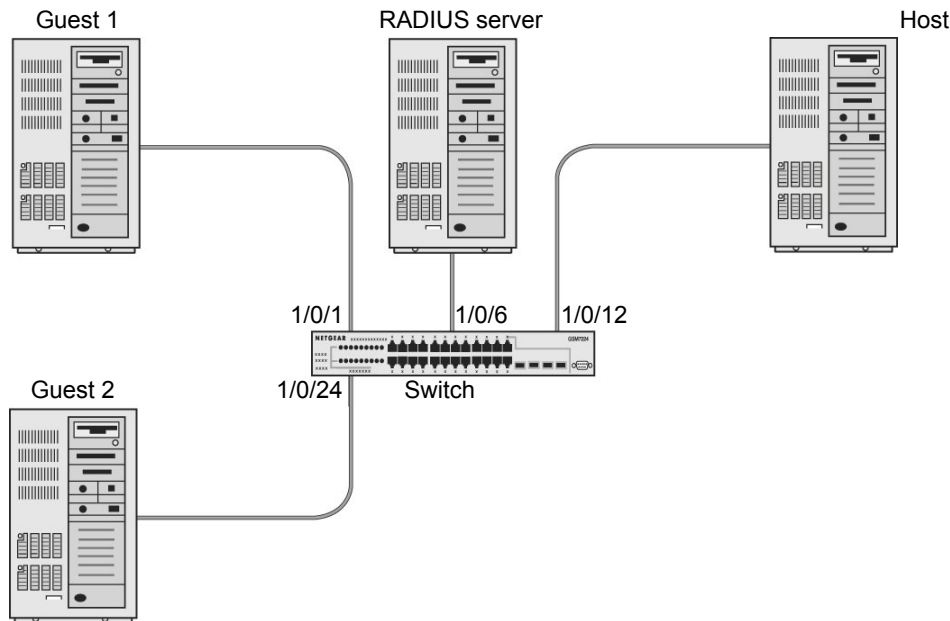 Guest 1
RADIUS server
Host
1/0/1
1/0/6
1/0/12
NETGEAR
GSM7224
1/0/24
Switch
Guest 2